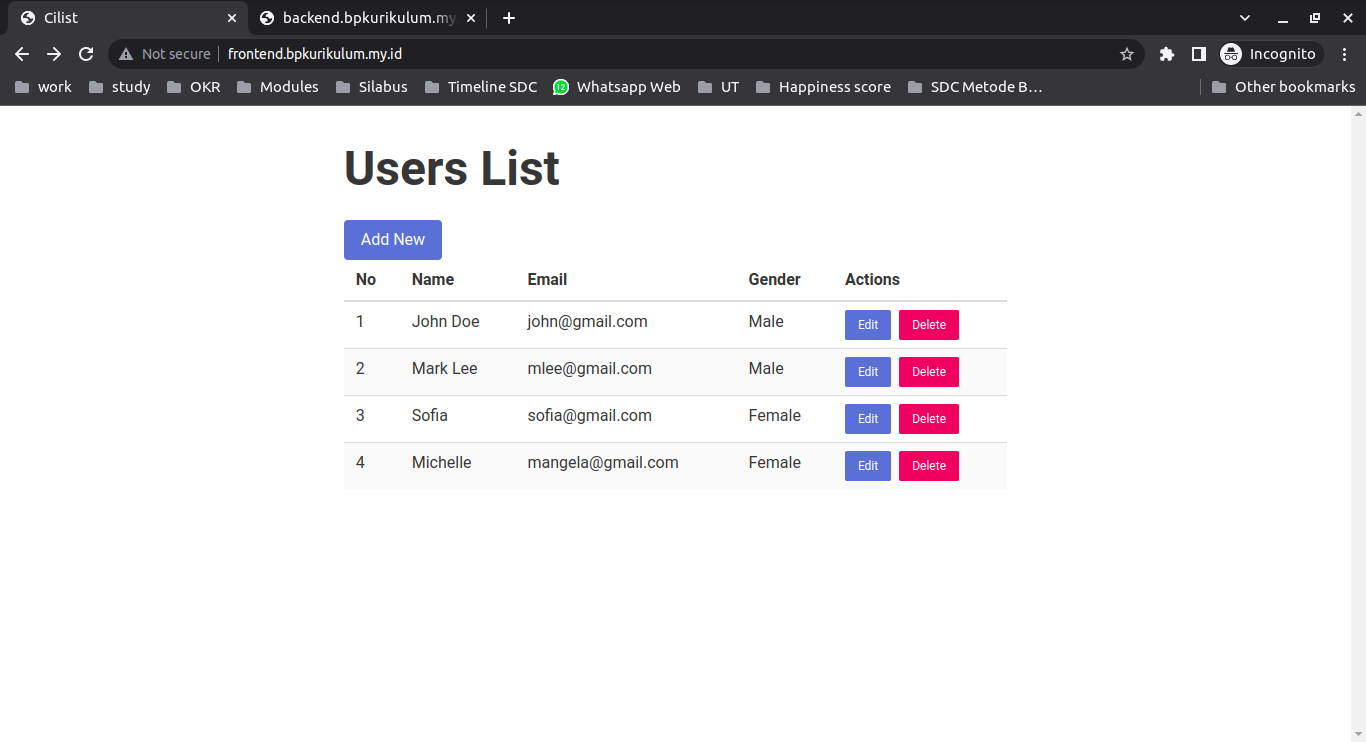 Cilist
backend.bpkurikulum.my
Not secure frontend.bpkurikulum.my.id Incognito
work study OKR Modules Silabus Timeline SDC 12 Whatsapp Web UT Happiness score SDC Metode B... Other bookmarks
Users List
Add New
No Name Email Gender Actions
1 John Doe john@gmail.com Male Edit Delete
2 Mark Lee mlee@gmail.com Male Edit Delete
3 Sofia sofia@gmail.com Female Edit Delete
4 Michelle mangela@gmail.com Female Edit Delete